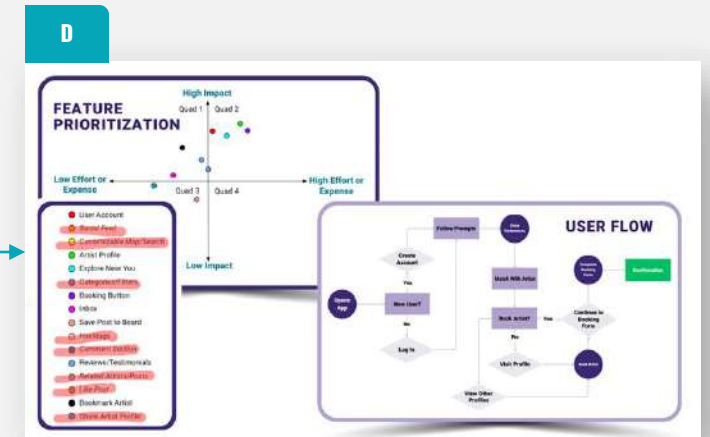 D
High Impact
FEATURE
PRIORITIZATION
Quad 1
Quad 2
Low Effort or
Expense
High Effort or
Expense
Quad 3
Quad 4
Low Impact
User Account
Social Feed
Customizable Map/Search
Artist Profile
Explore Near You
Categories/Filters
Booking Button
Inbox
Save Post to Board
Hashtags
Comment Section
Reviews/Testimonials
Related Artists/Posts
Like Post
Bookmark Artist
Share Artist Profile
USER FLOW
Follow Prompts
Create
Account
Yes
Opens
App
New User?
No
Log In
Match With Artist
Book Artist?
Yes
No
Visit Profile
View Other
Profiles
Continue to
Booking
Form
Confirmation